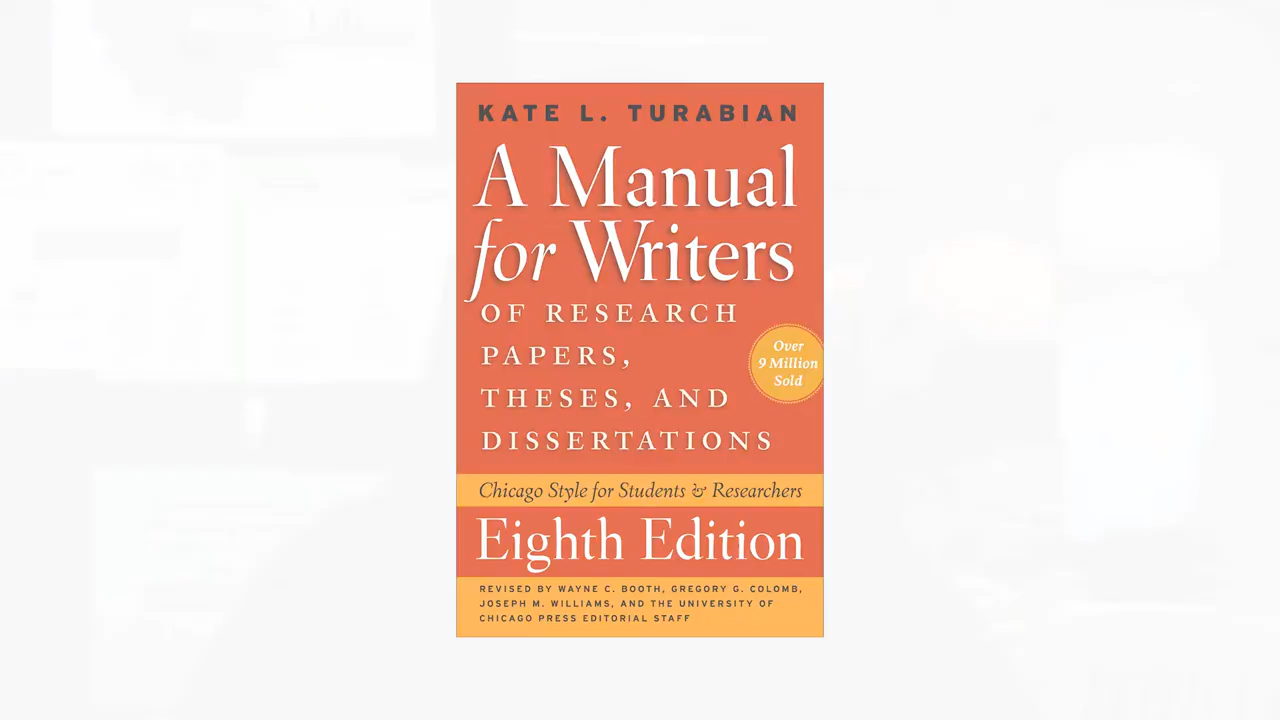 KATE L. TURABIAN
A Manual
for Writers
OF RESEARCH
PAPERS,
THESES, AND
DISSERTATIONS
Over
9 Million
Sold
Chicago Style for Students & Researchers
Eighth Edition
REVISED BY WAYNE C. BOOTH, GREGORY G. COLOMB,
JOSEPH M. WILLIAMS, AND THE UNIVERSITY OF
CHICAGO PRESS EDITORIAL STAFF